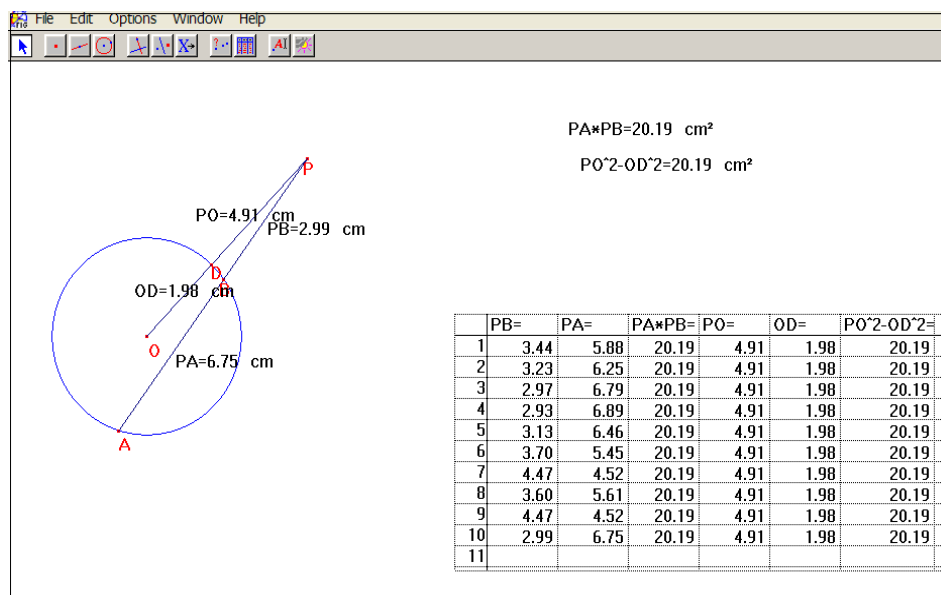 File Edit Options Window Help
PA*PB=20.19 cm²
PO^2-OD^2=20.19 cm²
P
PO=4.91 cm
PB=2.99 cm
D
OD=1.98 cm
O
PA=6.75 cm
A
PB= PA= PA*PB= PO= OD= PO^2-OD^2=
1 3.44 5.88 20.19 4.91 1.98 20.19
2 3.23 6.25 20.19 4.91 1.98 20.19
3 2.97 6.79 20.19 4.91 1.98 20.19
4 2.93 6.89 20.19 4.91 1.98 20.19
5 3.13 6.46 20.19 4.91 1.98 20.19
6 3.70 5.45 20.19 4.91 1.98 20.19
7 4.47 4.52 20.19 4.91 1.98 20.19
8 3.60 5.61 20.19 4.91 1.98 20.19
9 4.47 4.52 20.19 4.91 1.98 20.19
10 2.99 6.75 20.19 4.91 1.98 20.19
11